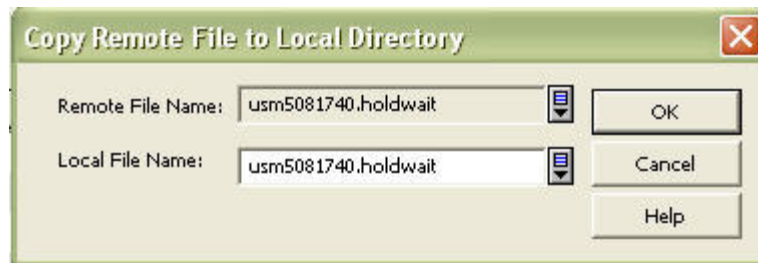 Copy Remote File to Local Directory
Remote File Name: usm5081740.holdwait
OK
Local File Name: usm5081740.holdwait
Cancel
Help